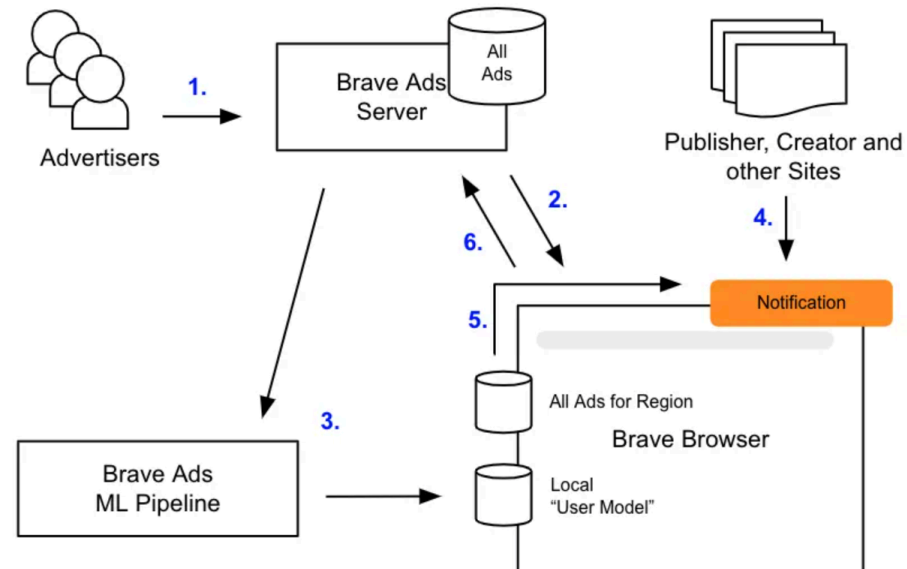 All
Ads
Brave Ads
Server
1.
Advertisers
Publisher, Creator and
other Sites
2.
4.
6.
Notification
5.
All Ads for Region
3.
Brave Browser
Brave Ads
ML Pipeline
Local
“User Model”